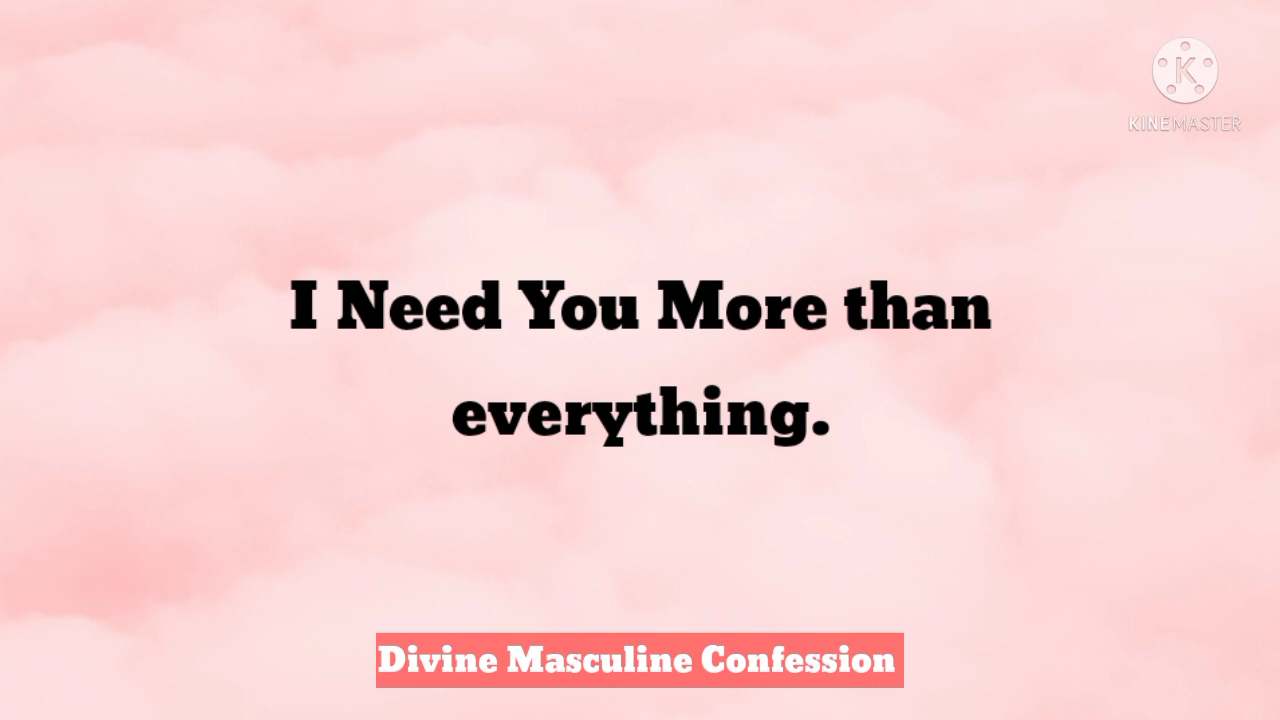 K
KINEMASTER
I Need You More than
everything.
Divine Masculine Confession